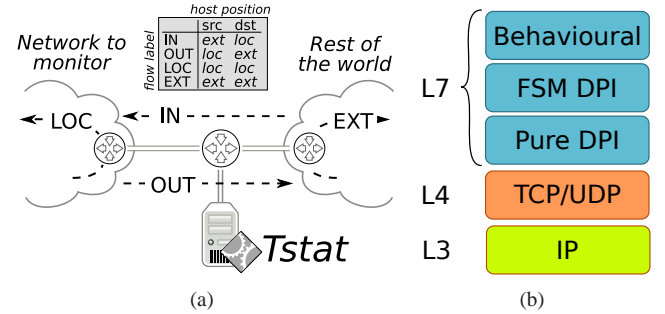 host position
src dst
flow label
IN ext loc
OUT loc ext
LOC loc loc
EXT ext ext
Network to
monitor
Rest of
the world
LOC
IN
EXT
OUT
Tstat
(a)
L7
Behavioural
FSM DPI
Pure DPI
L4
TCP/UDP
L3
IP
(b)